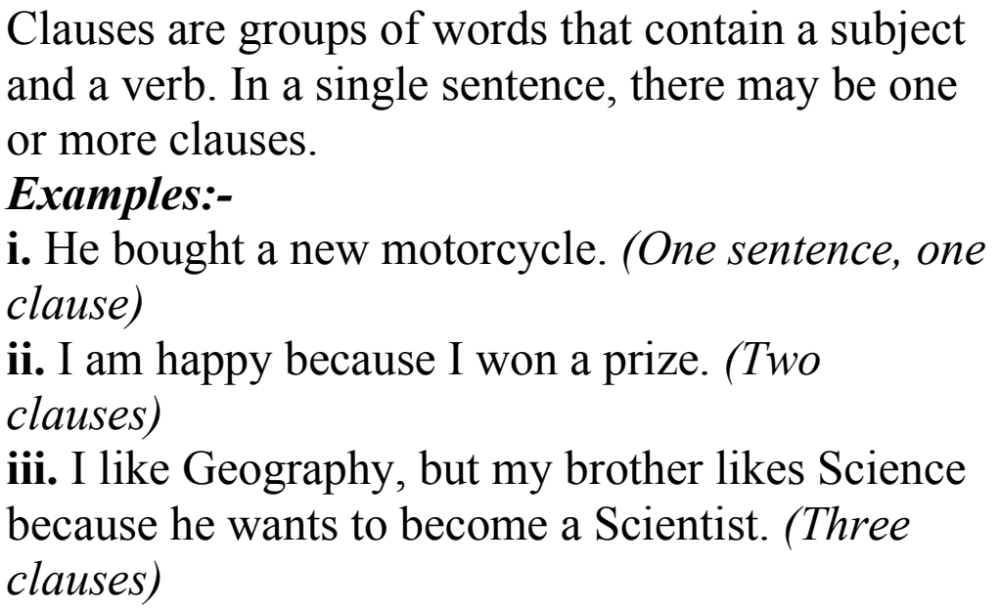 Clauses are groups of words that contain a subject
and a verb. In a single sentence, there may be one
or more clauses.
Examples:-
i. He bought a new motorcycle. (One sentence, one
clause)
ii. I am happy because I won a prize. (Two
clauses)
iii. I like Geography, but my brother likes Science
because he wants to become a Scientist. (Three
clauses)